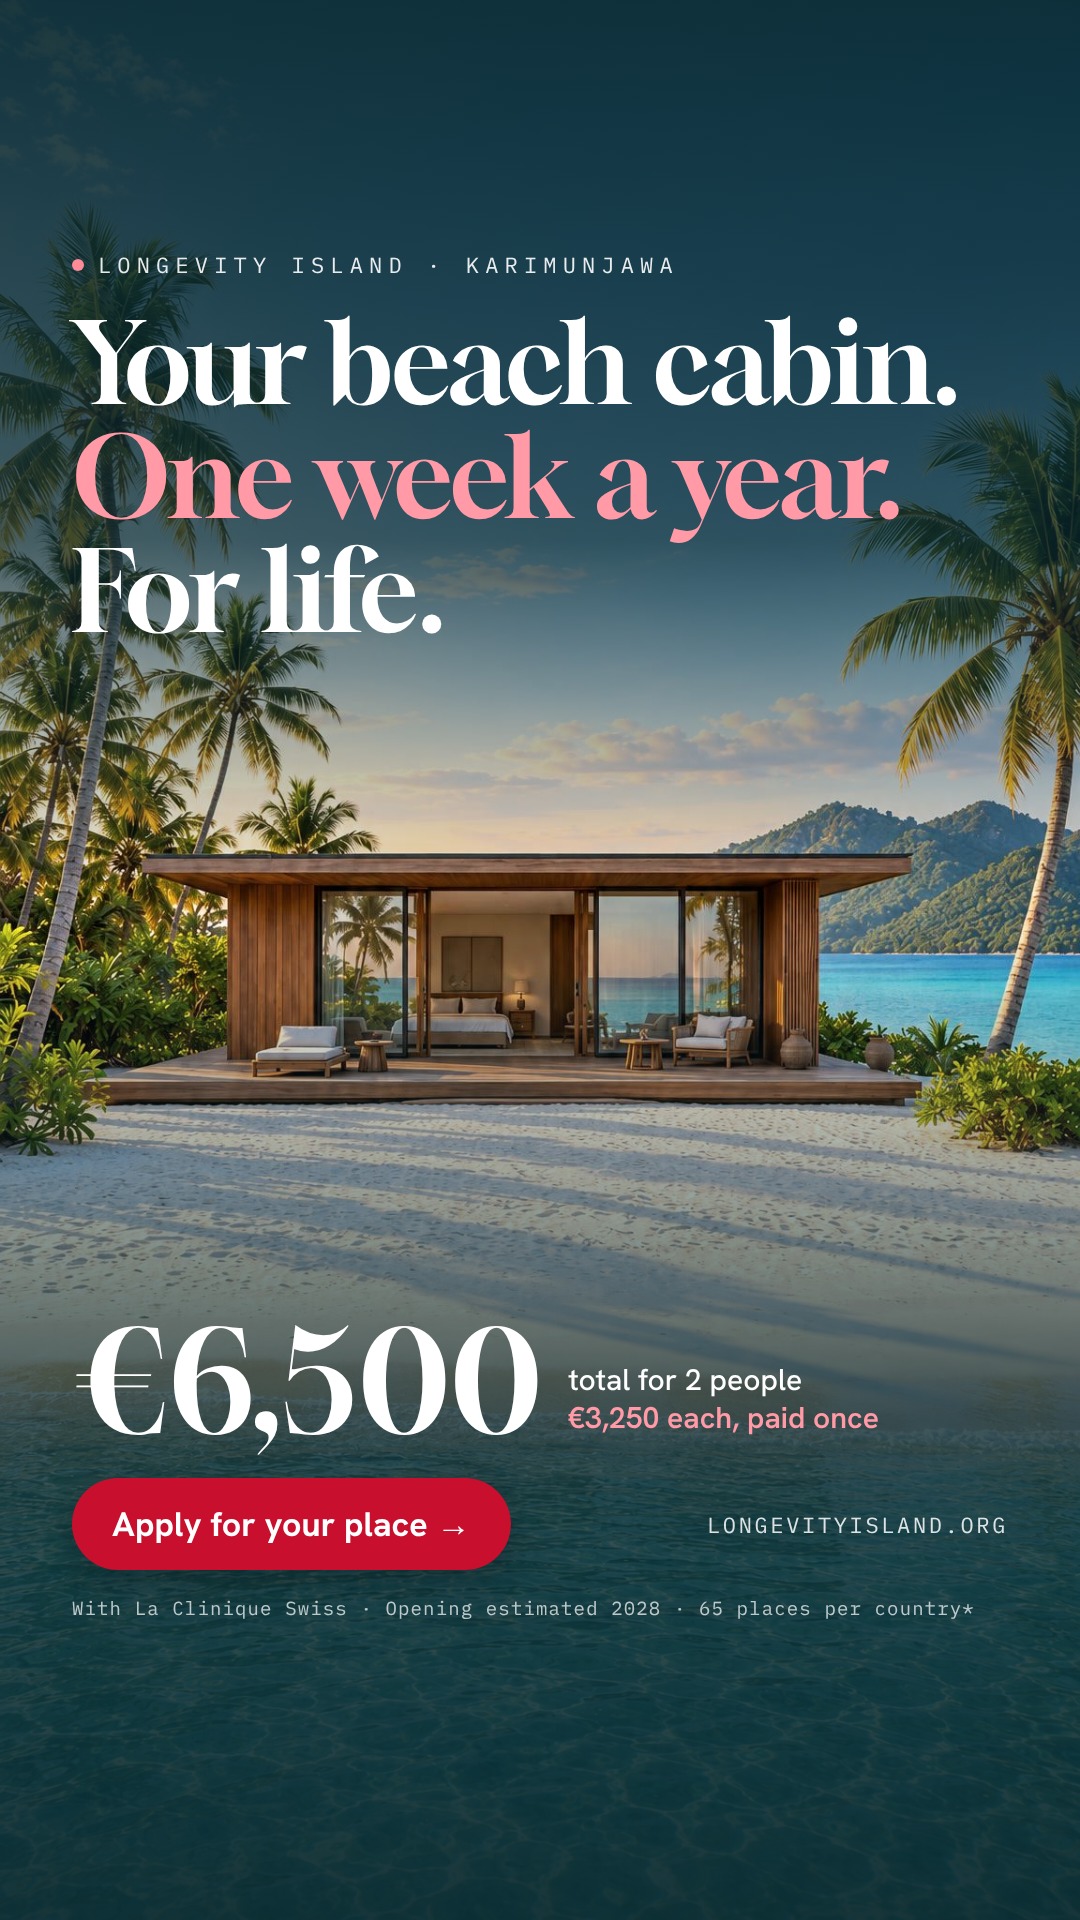 LONGEVITY ISLAND · KARIMUNJAWA
Your beach cabin.
One week a year.
For life.
€6,500
total for 2 people
€3,250 each, paid once
Apply for your place →
LONGEVITYISLAND.ORG
With La Clinique Swiss · Opening estimated 2028 · 65 places per country*